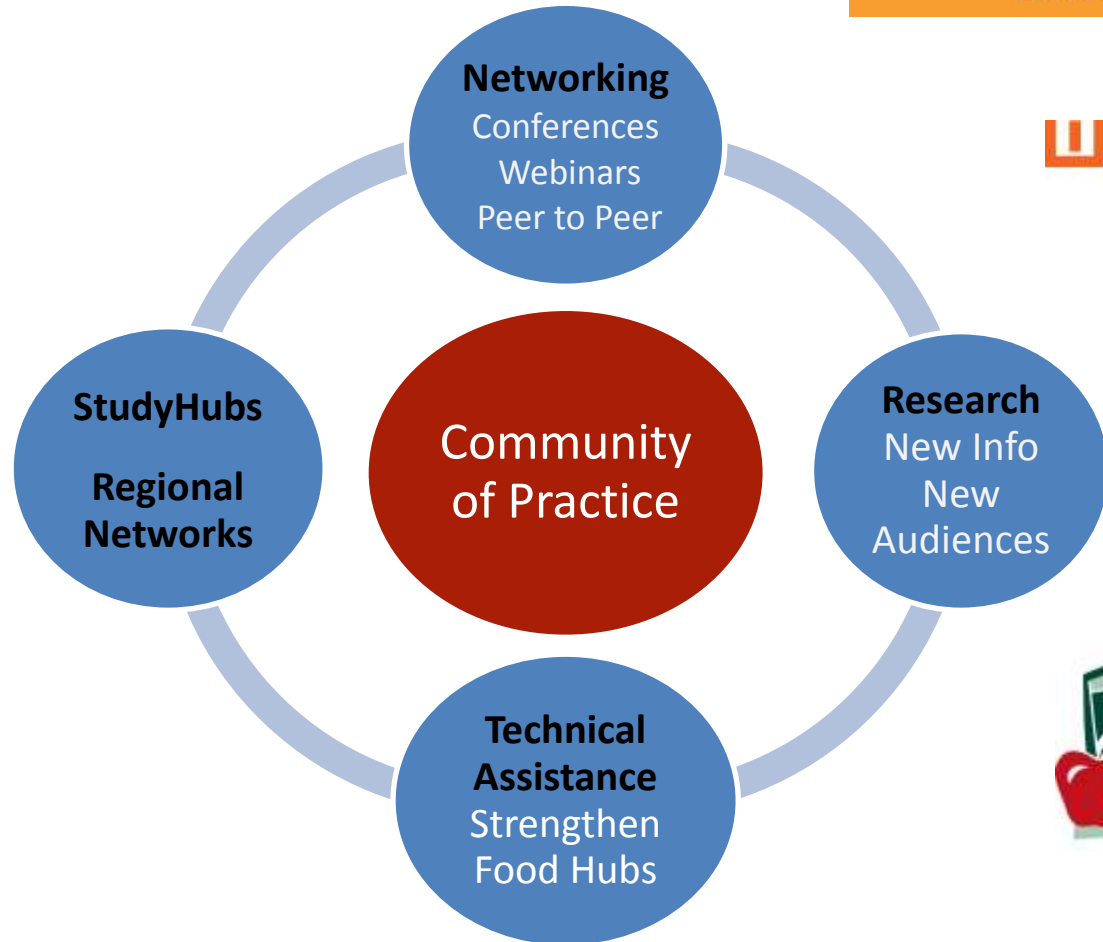 Networking
Conferences
Webinars
Peer to Peer
StudyHubs
Regional
Networks
Community
of Practice
Research
New Info
New
Audiences
Technical
Assistance
Strengthen
Food Hubs